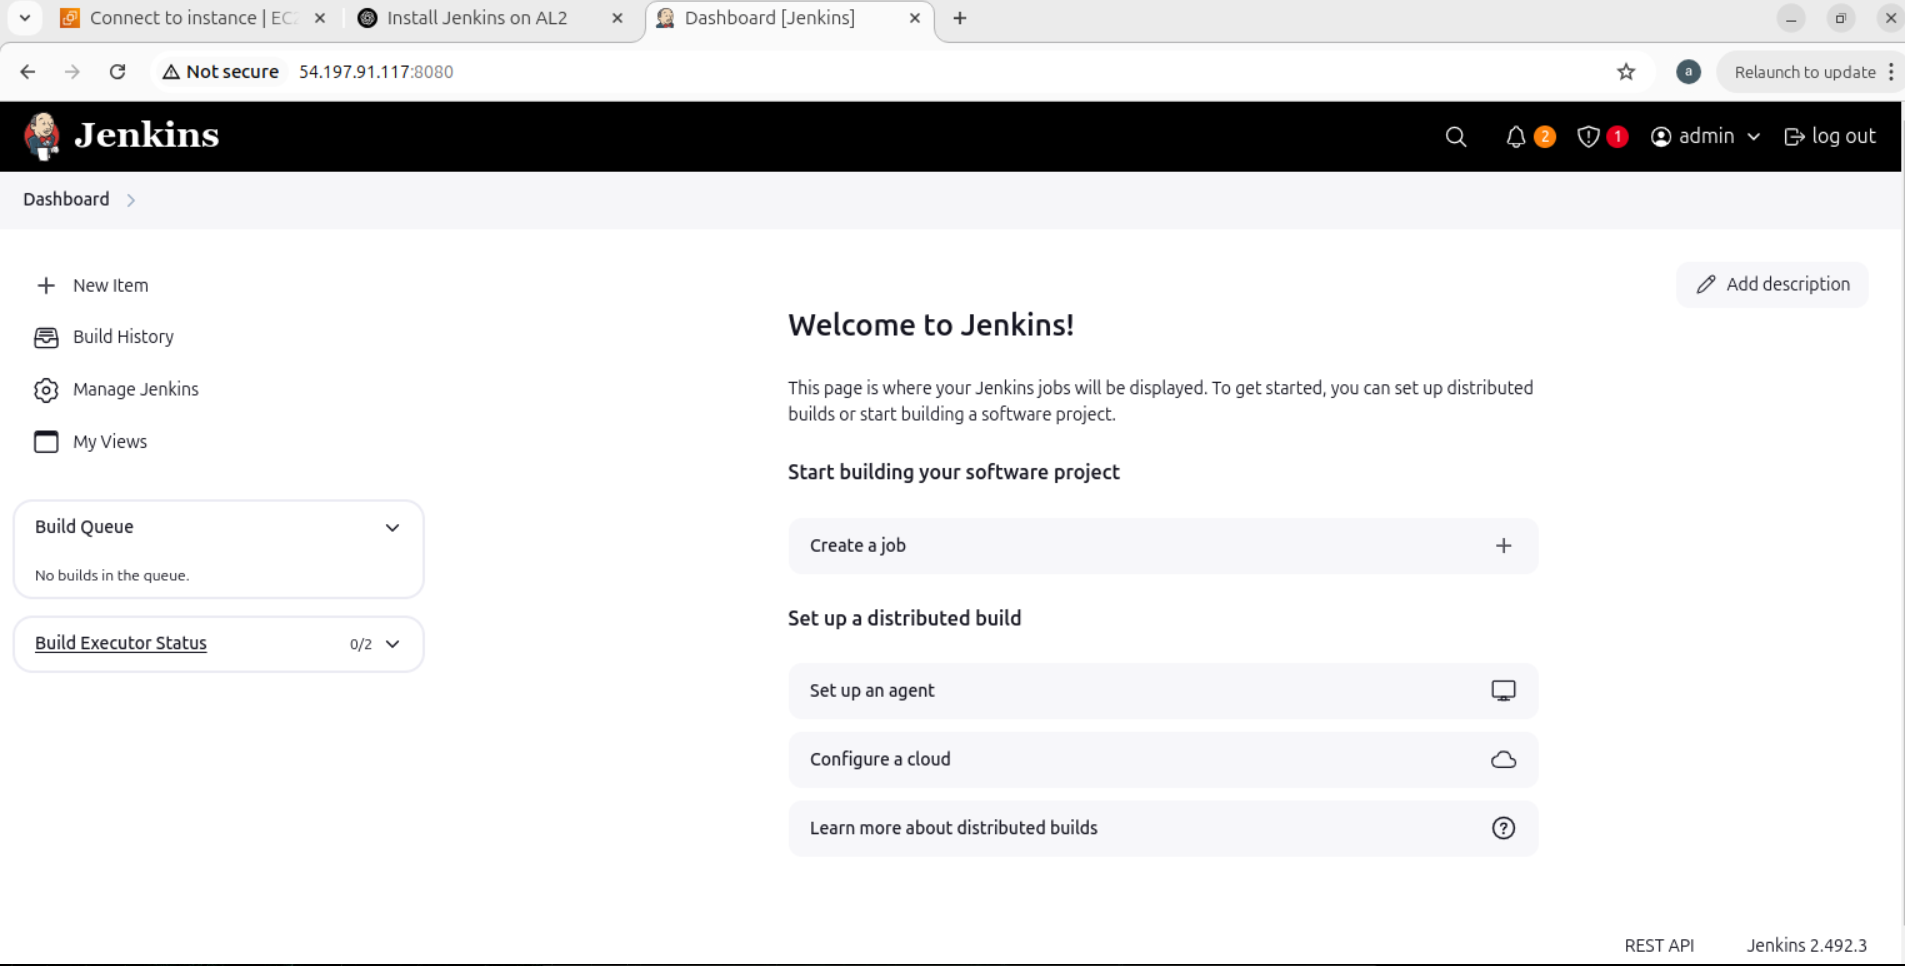 Connect to instance | EC2
Install Jenkins on AL2
Dashboard [Jenkins]
Not secure 54.197.91.117:8080
a
Relaunch to update
Jenkins
2
1
admin
log out
Dashboard
New Item
Build History
Manage Jenkins
My Views
Build Queue
No builds in the queue.
Build Executor Status
0/2
Add description
Welcome to Jenkins!
This page is where your Jenkins jobs will be displayed. To get started, you can set up distributed
builds or start building a software project.
Start building your software project
Create a job
Set up a distributed build
Set up an agent
Configure a cloud
Learn more about distributed builds
REST API
Jenkins 2.492.3